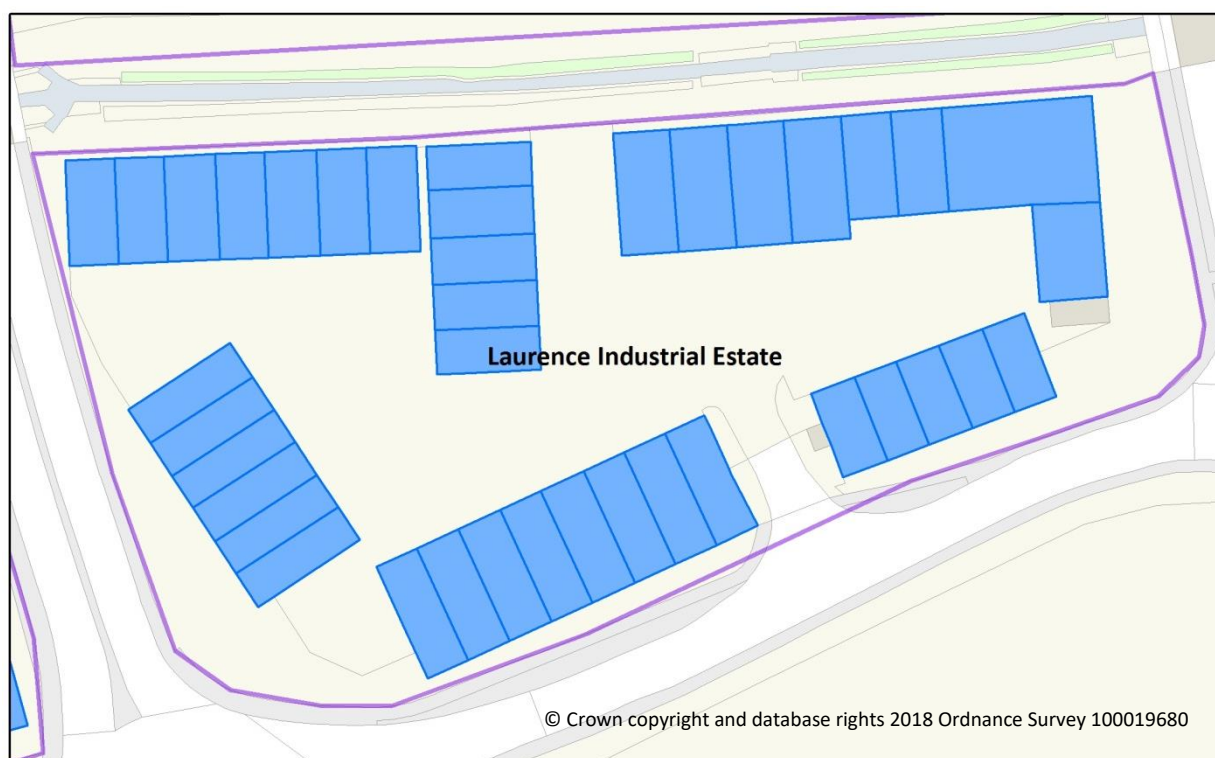 Laurence Industrial Estate
© Crown copyright and database rights 2018 Ordnance Survey 100019680